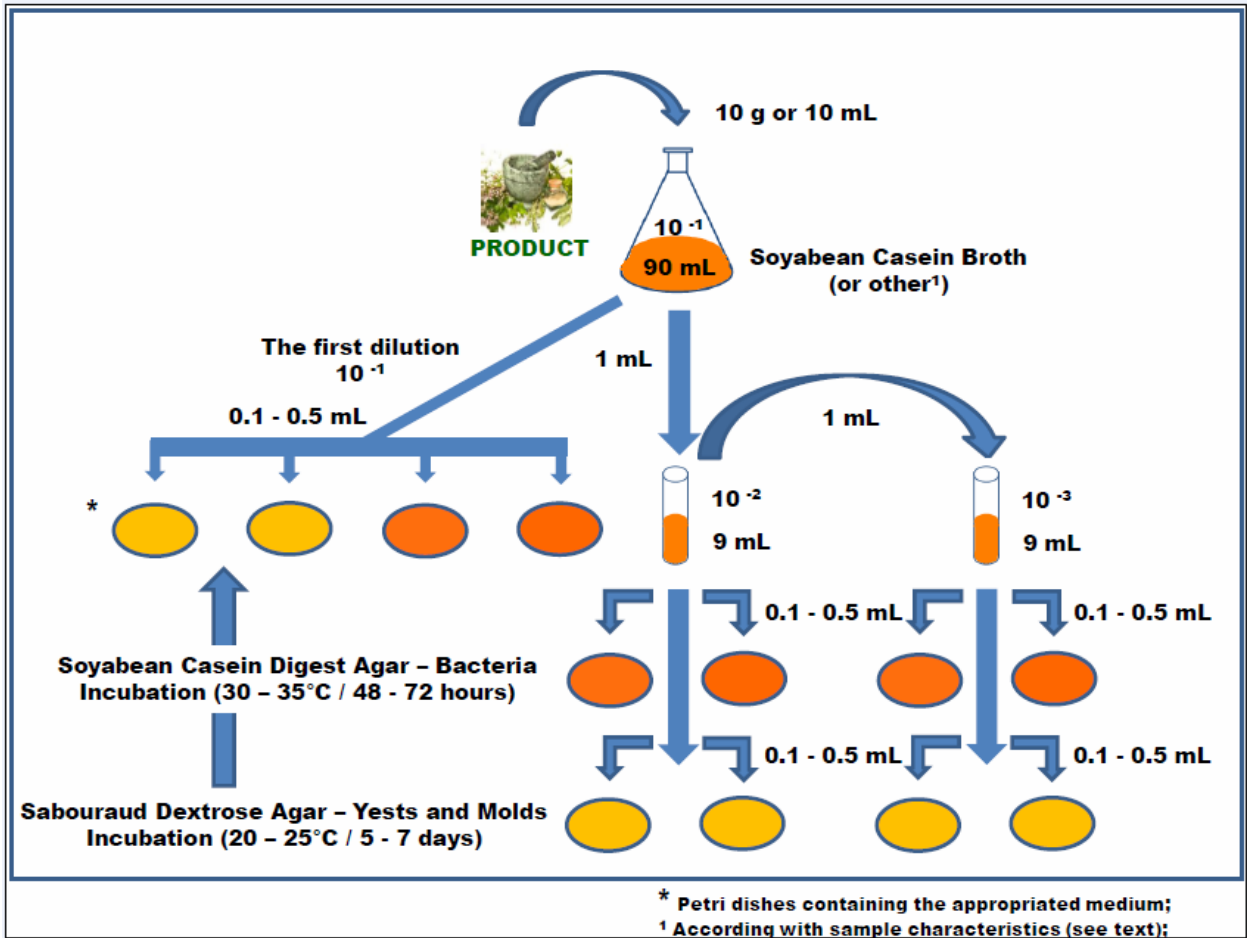 10 g or 10 mL
10 -1
PRODUCT
90 mL
Soyabean Casein Broth
(or other¹)
The first dilution
10 -1
1 mL
0.1 - 0.5 mL
1 mL
*
10 -2
9 mL
10 -3
9 mL
0.1 - 0.5 mL
0.1 - 0.5 mL
Soyabean Casein Digest Agar – Bacteria
Incubation (30 – 35°C / 48 - 72 hours)
0.1 - 0.5 mL
0.1 - 0.5 mL
Sabouraud Dextrose Agar – Yests and Molds
Incubation (20 – 25°C / 5 - 7 days)
* Petri dishes containing the appropriated medium;
¹ According with sample characteristics (see text);